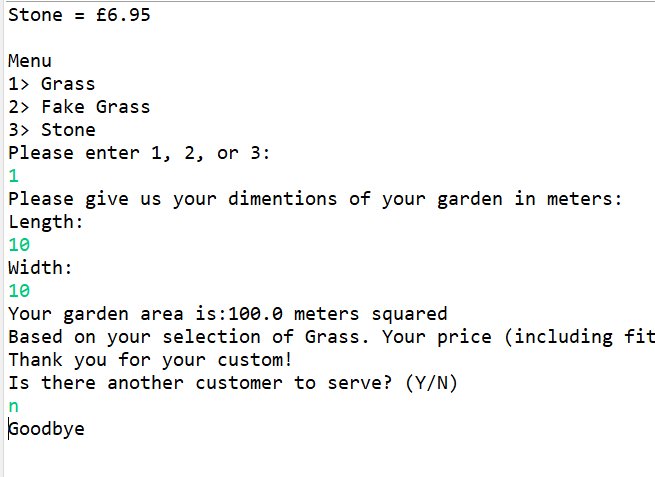 Stone = £6.95
Menu
1> Grass
2> Fake Grass
3> Stone
Please enter 1, 2, or 3:
1
Please give us your dimentions of your garden in meters:
Length:
10
Width:
10
Your garden area is:100.0 meters squared
Based on your selection of Grass. Your price (including fit
Thank you for your custom!
Is there another customer to serve? (Y/N)
n
Goodbye